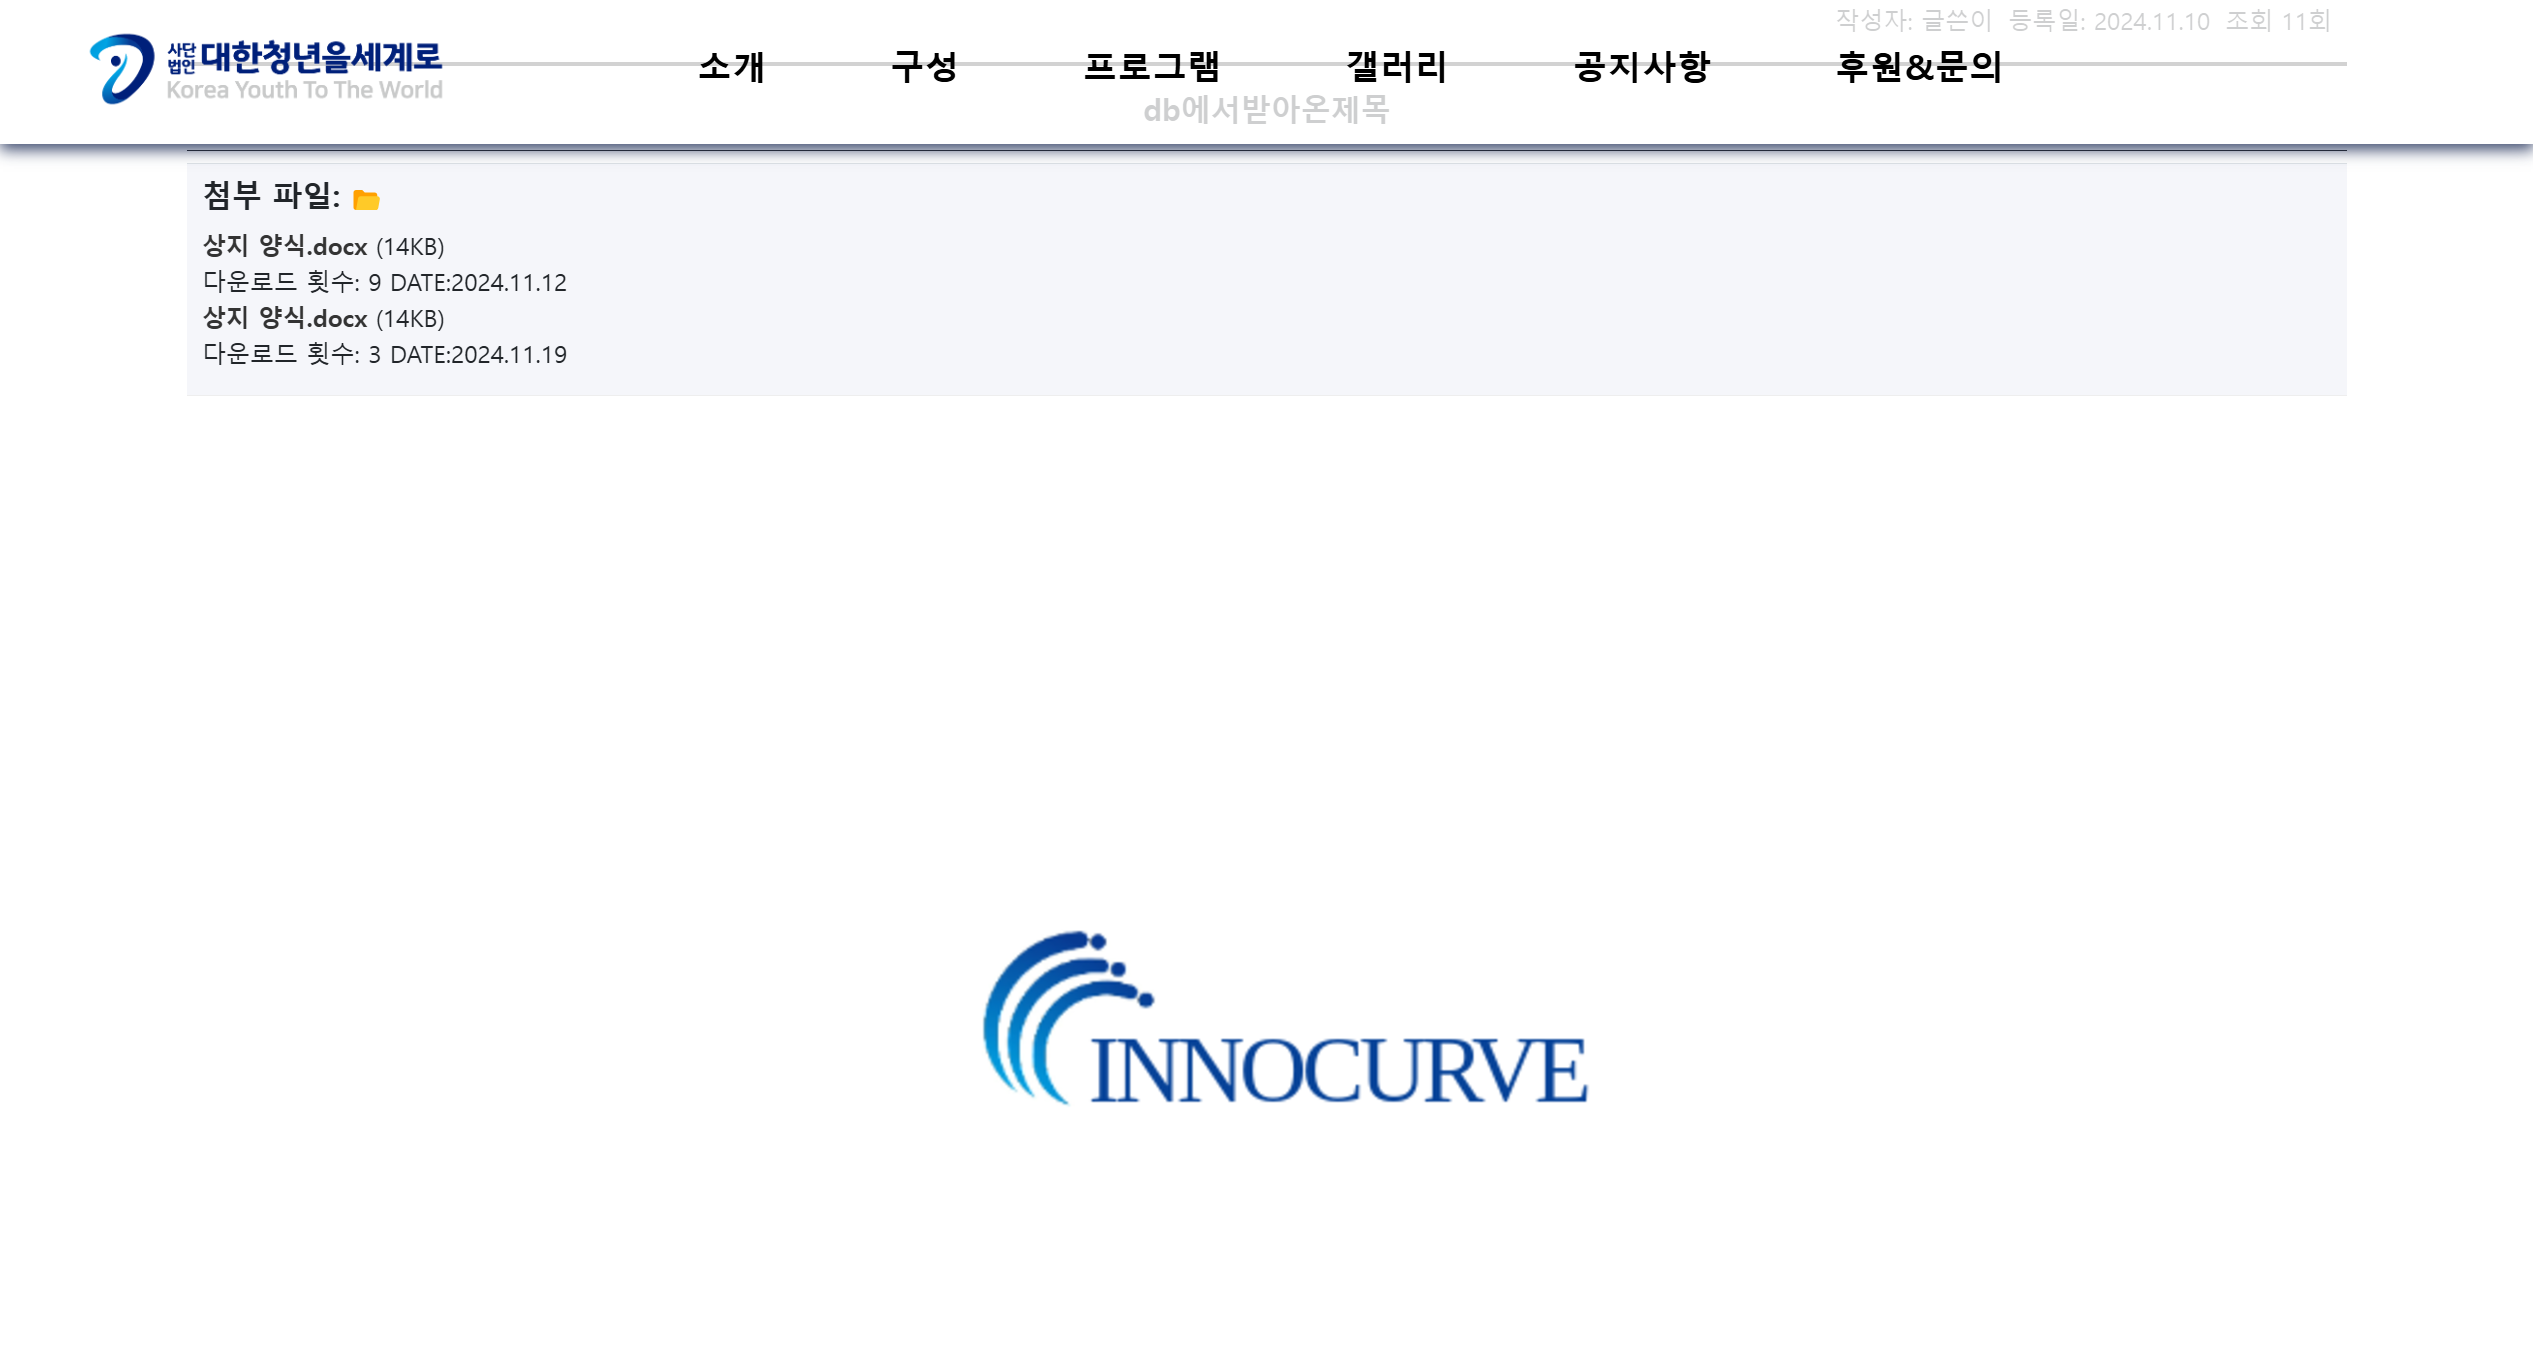 작성자: 글쓴이 등록일: 2024.11.10 조회 11회
사단법인 대한청년을세계로
Korea Youth To The World
소개 구성 프로그램 갤러리 공지사항 후원&문의
db에서받아온제목
첨부 파일:
상지 양식.docx (14KB)
다운로드 횟수: 9 DATE:2024.11.12
상지 양식.docx (14KB)
다운로드 횟수: 3 DATE:2024.11.19
INNOCURVE